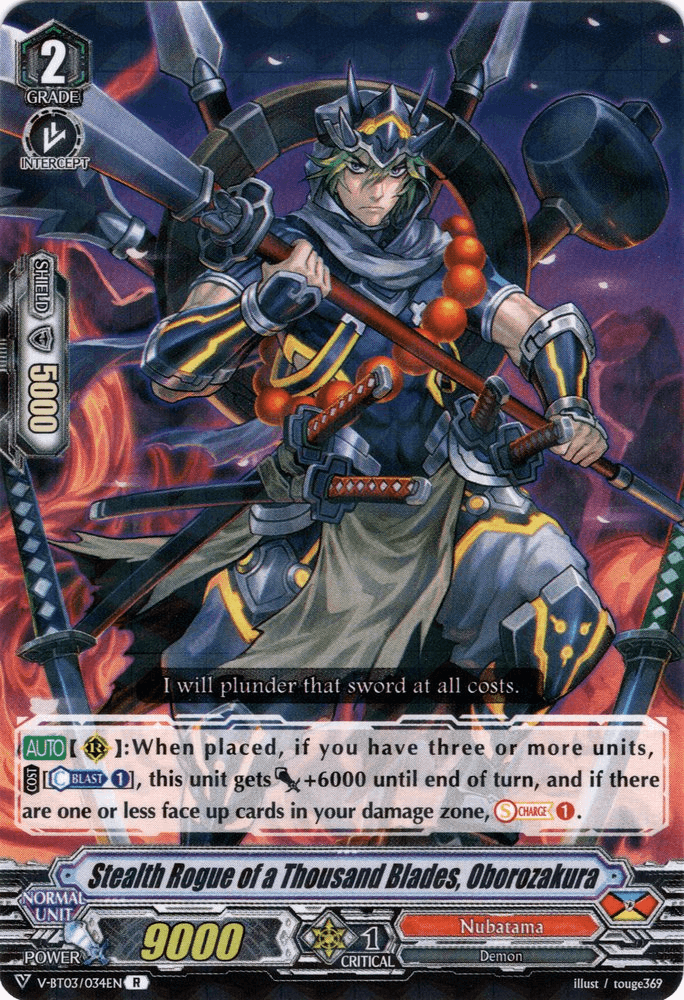 2
GRADE
INTERCEPT
SHIELD
5000
I will plunder that sword at all costs.
AUTO [ R ]:When placed, if you have three or more units,
COST [C BLAST 1], this unit gets +6000 until end of turn, and if there
are one or less face up cards in your damage zone, S CHARGE 1.
Stealth Rogue of a Thousand Blades, Oborozakura
NORMAL
UNIT
POWER
9000
1
CRITICAL
Nubatama
Demon
V-BT03/034EN R
illust / touge369